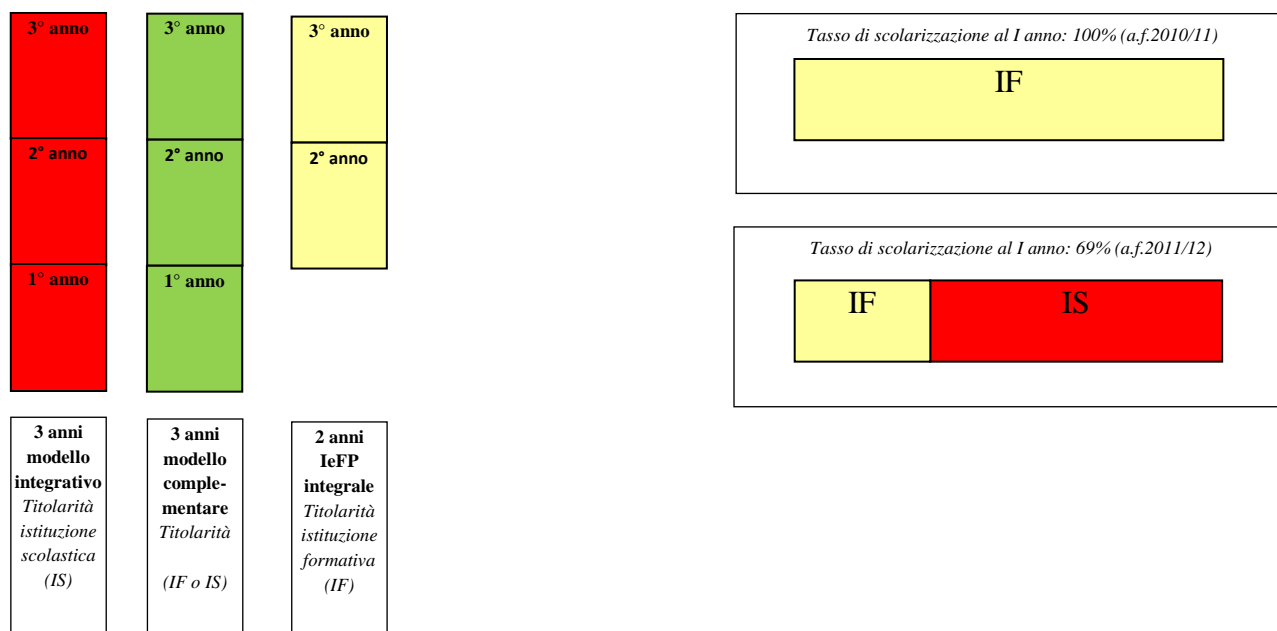 3° anno
2° anno
1° anno
3° anno
2° anno
1° anno
3° anno
2° anno
3 anni
modello
integrativo
Titolarità
istituzione
scolastica
(IS)
3 anni
modello
comple-
mentare
Titolarità
(IF o IS)
2 anni
IeFP
integrale
Titolarità
istituzione
formativa
(IF)
Tasso di scolarizzazione al I anno: 100% (a.f.2010/11)
IF
Tasso di scolarizzazione al I anno: 69% (a.f.2011/12)
IF
IS